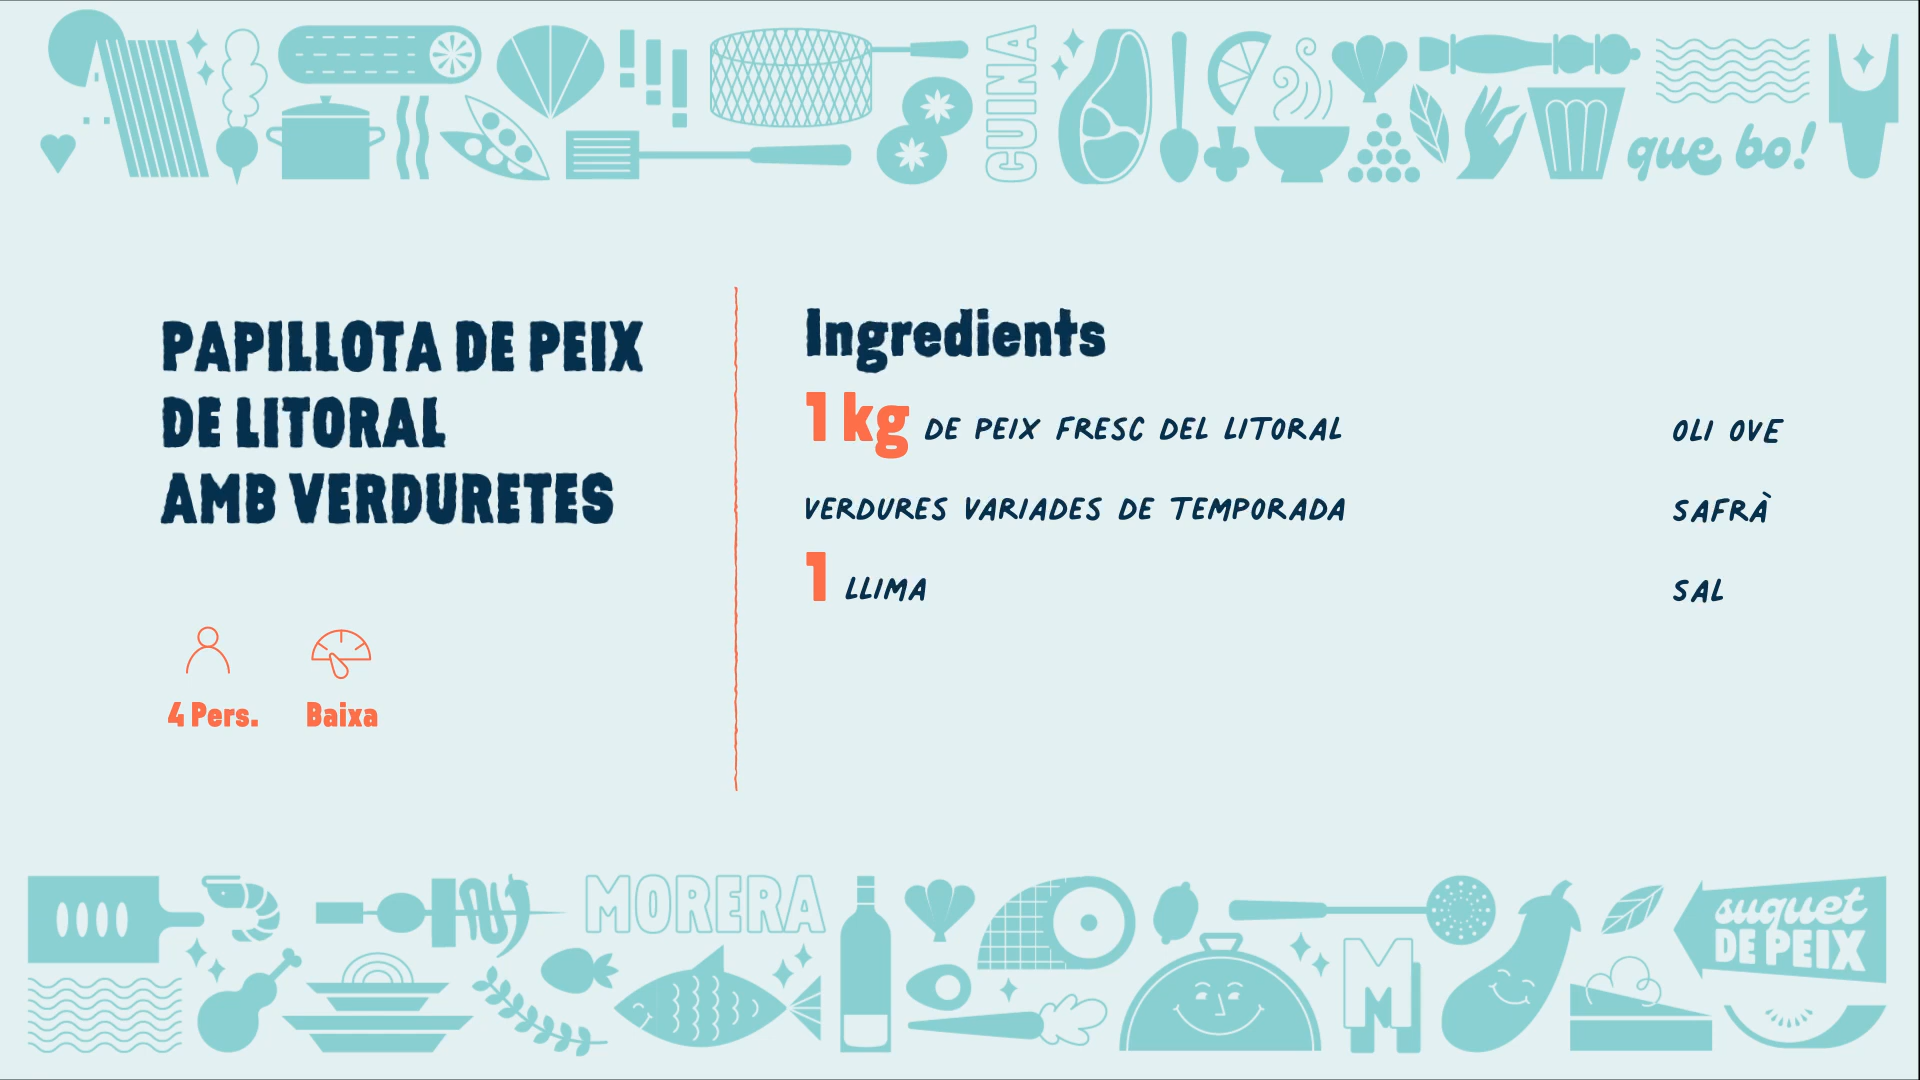 CUINA
que bo!
PAPILLOTA DE PEIX
DE LITORAL
AMB VERDURETES
4 Pers.
Baixa
Ingredients
1 kg DE PEIX FRESC DEL LITORAL
VERDURES VARIADES DE TEMPORADA
1 LLIMA
OLI OVE
SAFRÀ
SAL
MORERA
M
suquet
DE PEIX